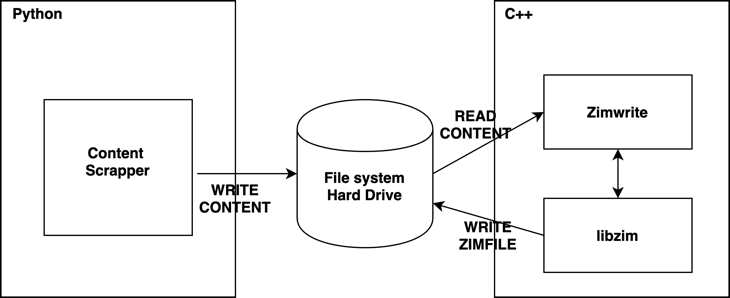 Python
Content
Scrapper
WRITE
CONTENT
File system
Hard Drive
C++
READ
CONTENT
Zimwrite
WRITE
ZIMFILE
libzim